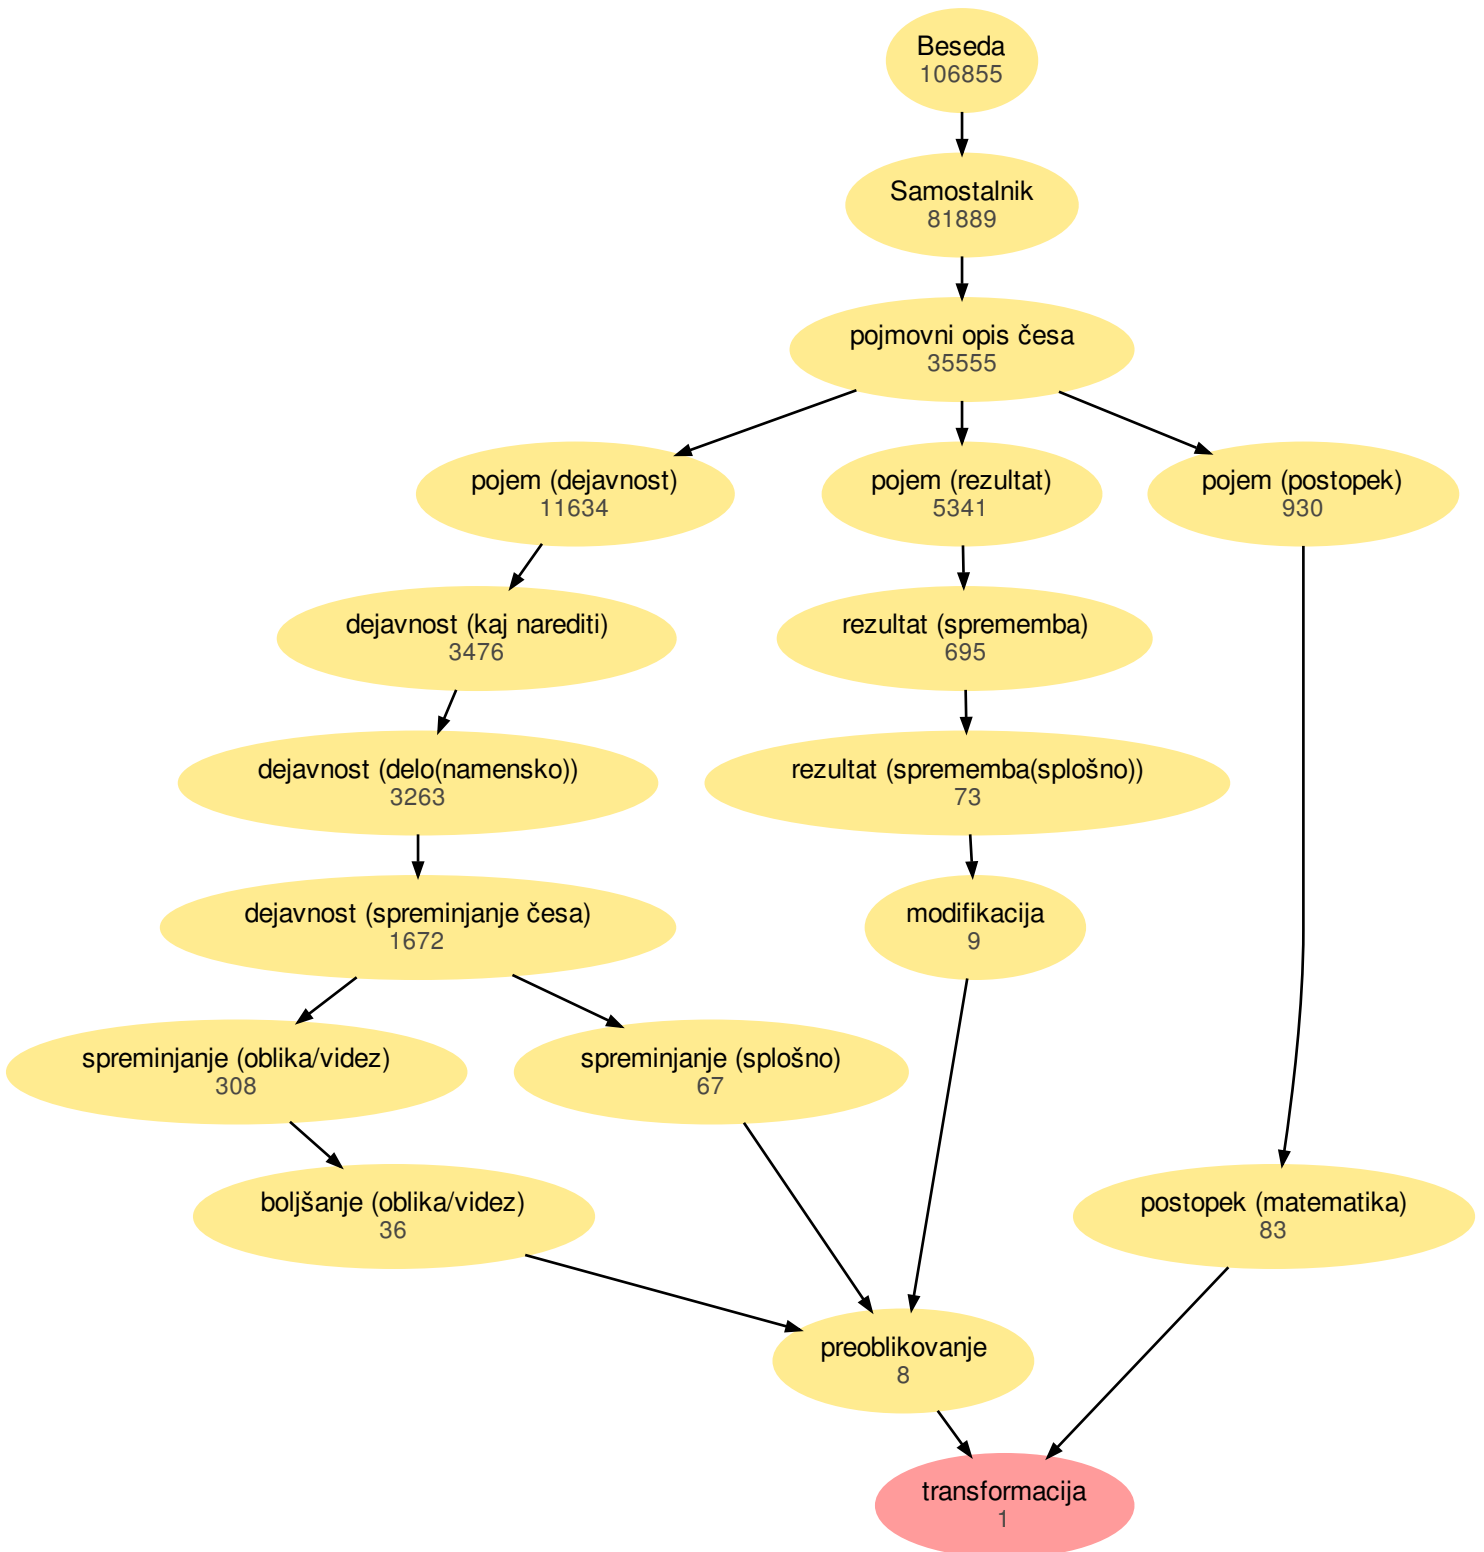 Beseda
106855
Samostalnik
81889
pojmovni opis česa
35555
pojem (dejavnost)
11634
pojem (rezultat)
5341
pojem (postopek)
930
dejavnost (kaj narediti)
3476
rezultat (sprememba)
695
dejavnost (delo(namensko))
3263
rezultat (sprememba(splošno))
73
dejavnost (spreminjanje česa)
1672
modifikacija
9
spreminjanje (oblika/videz)
308
spreminjanje (splošno)
67
boljšanje (oblika/videz)
36
postopek (matematika)
83
preoblikovanje
8
transformacija
1